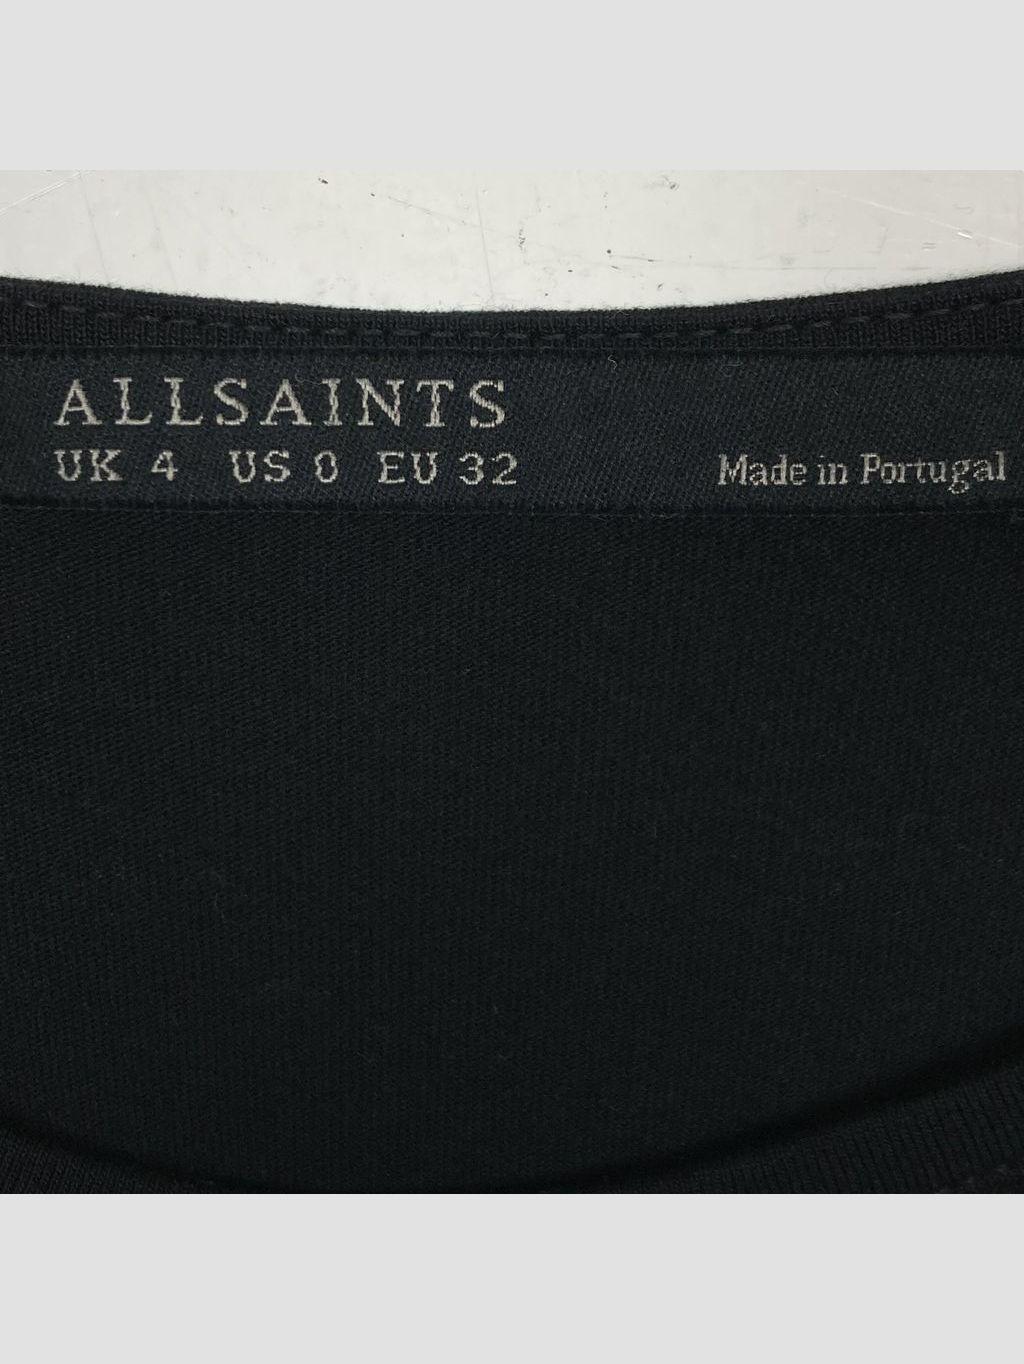 ALLSAINTS
UK 4 US 0 EU 32 Made in Portugal